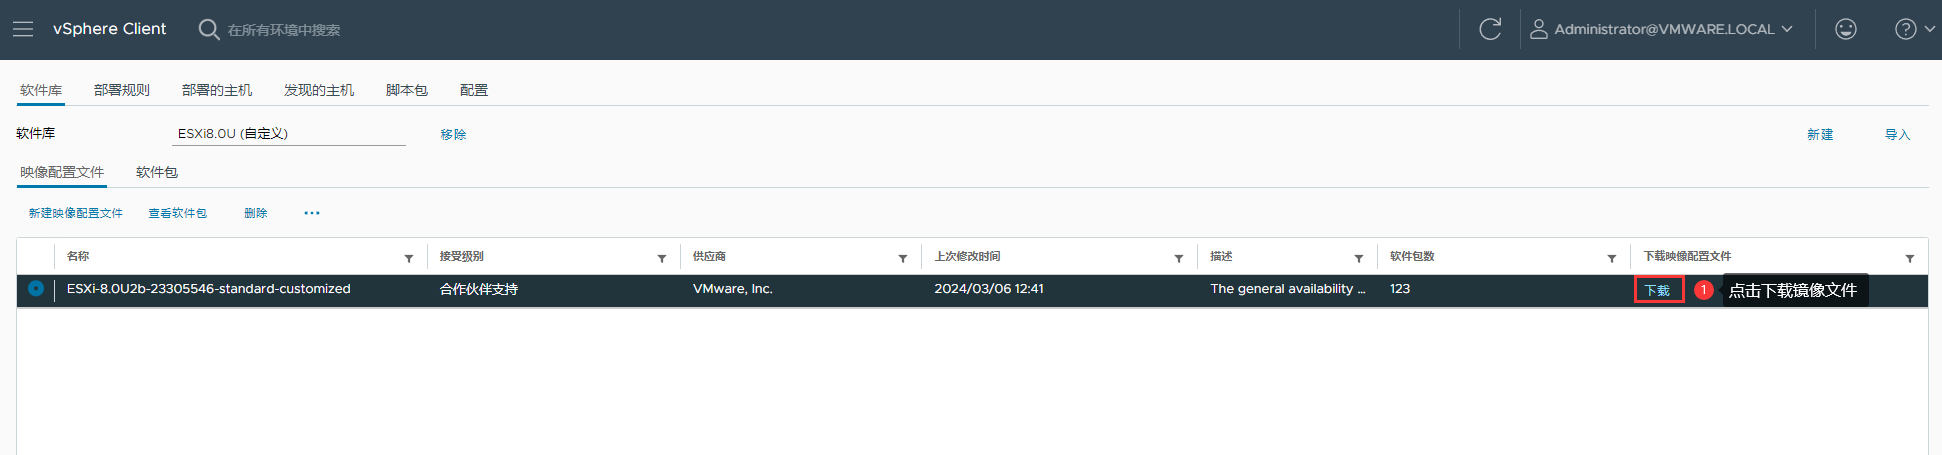 vSphere Client 在所有环境中搜索 Administrator@VMWARE.LOCAL
软件库 部署规则 部署的主机 发现的主机 脚本包 配置
软件库 ESXi8.0U (自定义) 移除 新建 导入
映像配置文件 软件包
新建映像配置文件 查看软件包 删除 ...
名称 接受级别 供应商 上次修改时间 描述 软件包数 下载映像配置文件
ESXi-8.0U2b-23305546-standard-customized 合作伙伴支持 VMware, Inc. 2024/03/06 12:41 The general availability ... 123 下载 1 点击下载镜像文件